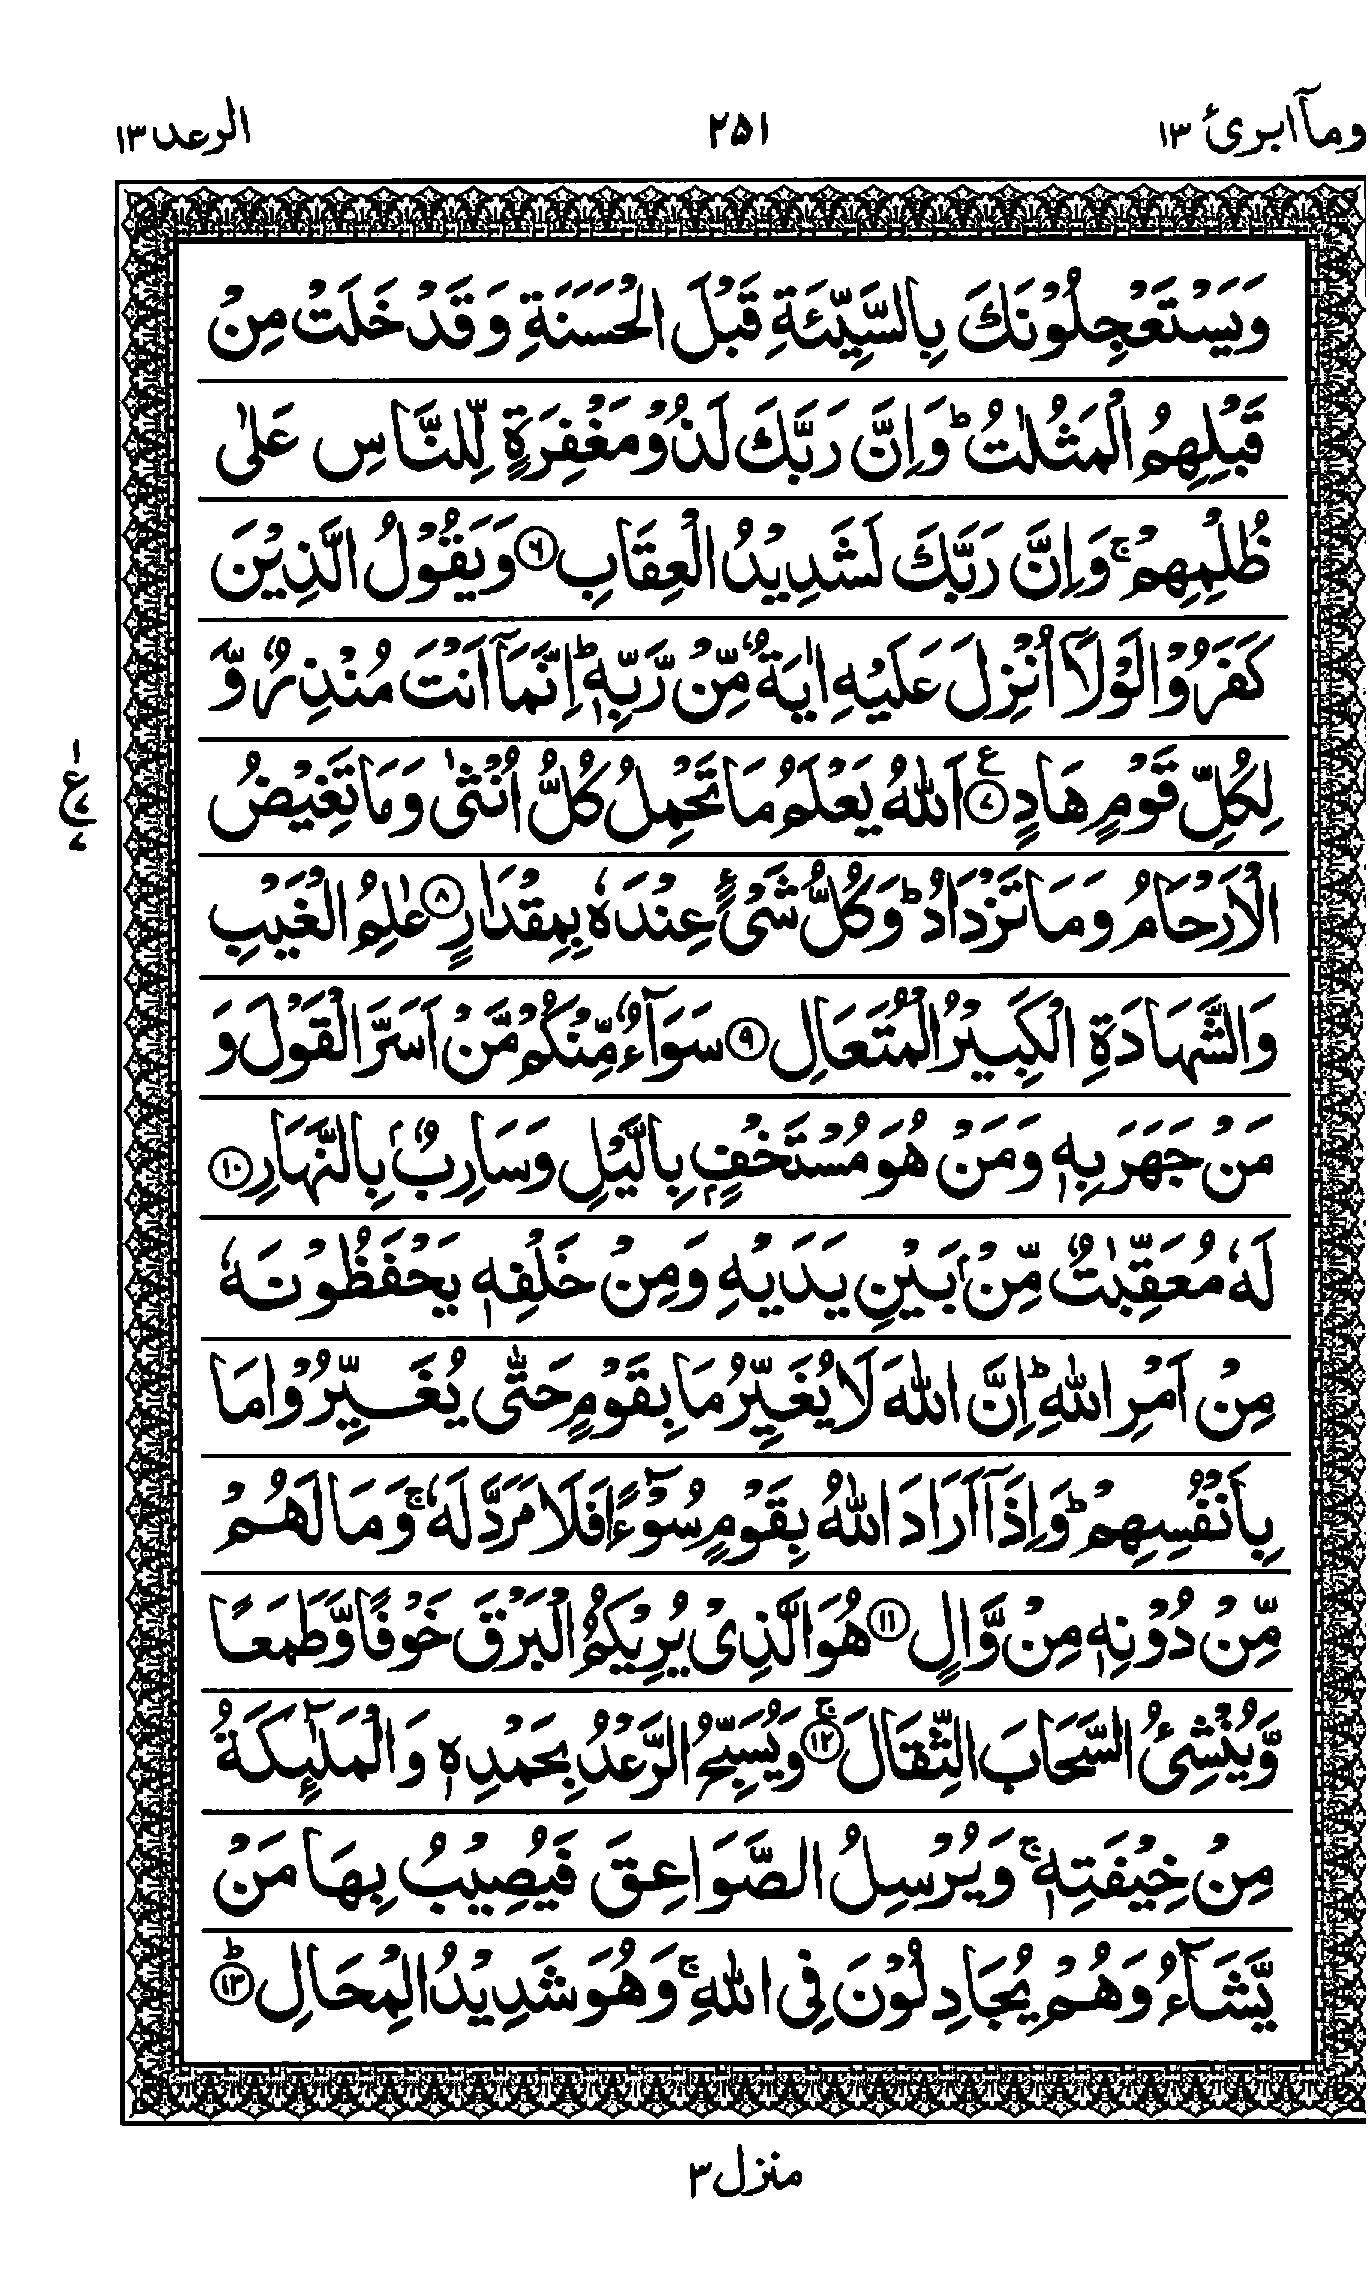 وماۤ ابرئ ١٣
٢٥١
الرعد ١٣
وَيَسْتَعْجِلُوْنَكَ بِالسَّيِّئَةِ قَبْلَ الْحَسَنَةِ وَقَدْ خَلَتْ مِنْ
قَبْلِهِمُ الْمَثُلٰتُ ؕ وَاِنَّ رَبَّكَ لَذُوْ مَغْفِرَةٍ لِّلنَّاسِ عَلٰى
ظُلْمِهِمْ ۚ وَاِنَّ رَبَّكَ لَشَدِيْدُ الْعِقَابِ ﴿٦﴾ وَيَقُوْلُ الَّذِيْنَ
كَفَرُوْا لَوْلَاۤ اُنْزِلَ عَلَيْهِ اٰيَةٌ مِّنْ رَّبِّهٖ ؕ اِنَّمَاۤ اَنْتَ مُنْذِرٌ وَّ
لِكُلِّ قَوْمٍ هَادٍ ﴿٧﴾ ع اَللّٰهُ يَعْلَمُ مَا تَحْمِلُ كُلُّ اُنْثٰى وَمَا تَغِيْضُ
١ ع ٧ ٧
الْاَرْحَامُ وَمَا تَزْدَادُ ؕ وَكُلُّ شَىْءٍ عِنْدَهٗ بِمِقْدَارٍ ﴿٨﴾ عٰلِمُ الْغَيْبِ
وَالشَّهَادَةِ الْكَبِيْرُ الْمُتَعَالِ ﴿٩﴾ سَوَآءٌ مِّنْكُمْ مَّنْ اَسَرَّ الْقَوْلَ وَ
مَنْ جَهَرَ بِهٖ وَمَنْ هُوَ مُسْتَخْفٍۭ بِالَّيْلِ وَسَارِبٌۢ بِالنَّهَارِ ﴿١٠﴾
لَهٗ مُعَقِّبٰتٌ مِّنْۢ بَيْنِ يَدَيْهِ وَمِنْ خَلْفِهٖ يَحْفَظُوْنَهٗ
مِنْ اَمْرِ اللّٰهِ ؕ اِنَّ اللّٰهَ لَا يُغَيِّرُ مَا بِقَوْمٍ حَتّٰى يُغَيِّرُوْا مَا
بِاَنْفُسِهِمْ ؕ وَاِذَاۤ اَرَادَ اللّٰهُ بِقَوْمٍ سُوْٓءًا فَلَا مَرَدَّ لَهٗ ۚ وَمَا لَهُمْ
مِّنْ دُوْنِهٖ مِنْ وَّالٍ ﴿١١﴾ هُوَ الَّذِىْ يُرِيْكُمُ الْبَرْقَ خَوْفًا وَّطَمَعًا
وَّيُنْشِئُ السَّحَابَ الثِّقَالَ ﴿١٢﴾ ۚ وَيُسَبِّحُ الرَّعْدُ بِحَمْدِهٖ وَالْمَلٰٓئِكَةُ
مِنْ خِيْفَتِهٖ ۚ وَيُرْسِلُ الصَّوَاعِقَ فَيُصِيْبُ بِهَا مَنْ
يَّشَآءُ وَهُمْ يُجَادِلُوْنَ فِى اللّٰهِ ۚ وَهُوَ شَدِيْدُ الْمِحَالِ ﴿١٣﴾ ؕ
منزل ٣